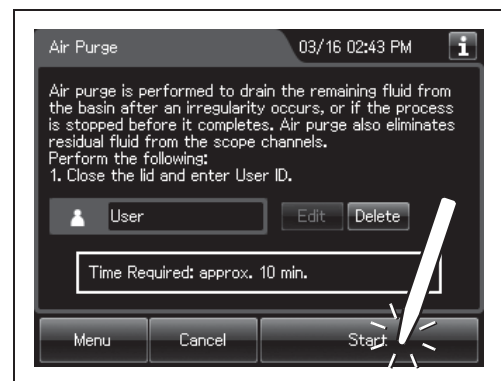 Air Purge
03/16 02:43 PM
i
Air purge is performed to drain the remaining fluid from
the basin after an irregularity occurs, or if the process
is stopped before it completes. Air purge also eliminates
residual fluid from the scope channels.
Perform the following:
1. Close the lid and enter User ID.
User
Edit
Delete
Time Required: approx. 10 min.
Menu
Cancel
Start